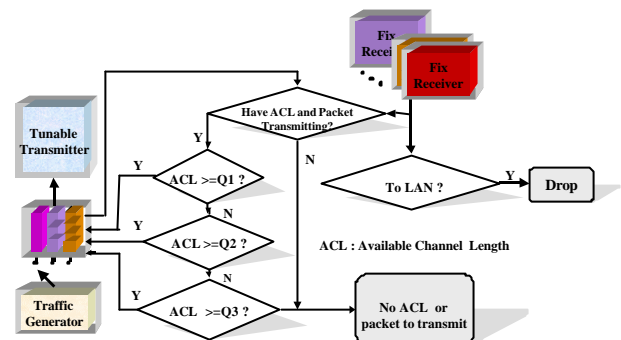 Fix
Receiver
Fix
Receiver
Tunable
Transmitter
Have ACL and Packet
Transmitting?
Y
N
Y
ACL >=Q1 ?
To LAN ?
Y
Drop
N
Y
ACL >=Q2 ?
ACL : Available Channel Length
N
Traffic
Generator
Y
ACL >=Q3 ?
No ACL or
packet to transmit